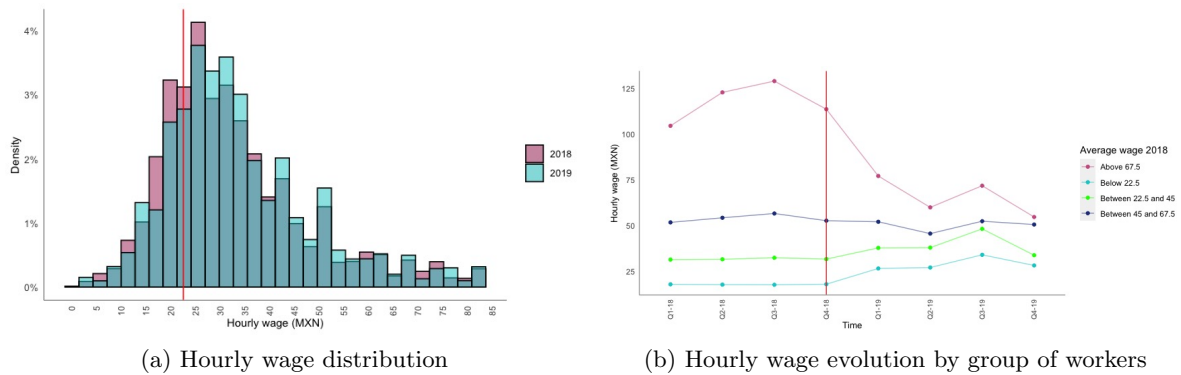 4%
3%
2%
1%
0%
Density
0
5
10
15
20
25
30
35
40
45
50
55
60
65
70
75
80
85
Hourly wage (MXN)
2018
2019
(a) Hourly wage distribution
125
100
75
50
25
Hourly wage (MXN)
Q1-18
Q2-18
Q3-18
Q4-18
Q1-19
Q2-19
Q3-19
Q4-19
Time
Average wage 2018
Above 67.5
Below 22.5
Between 22.5 and 45
Between 45 and 67.5
(b) Hourly wage evolution by group of workers